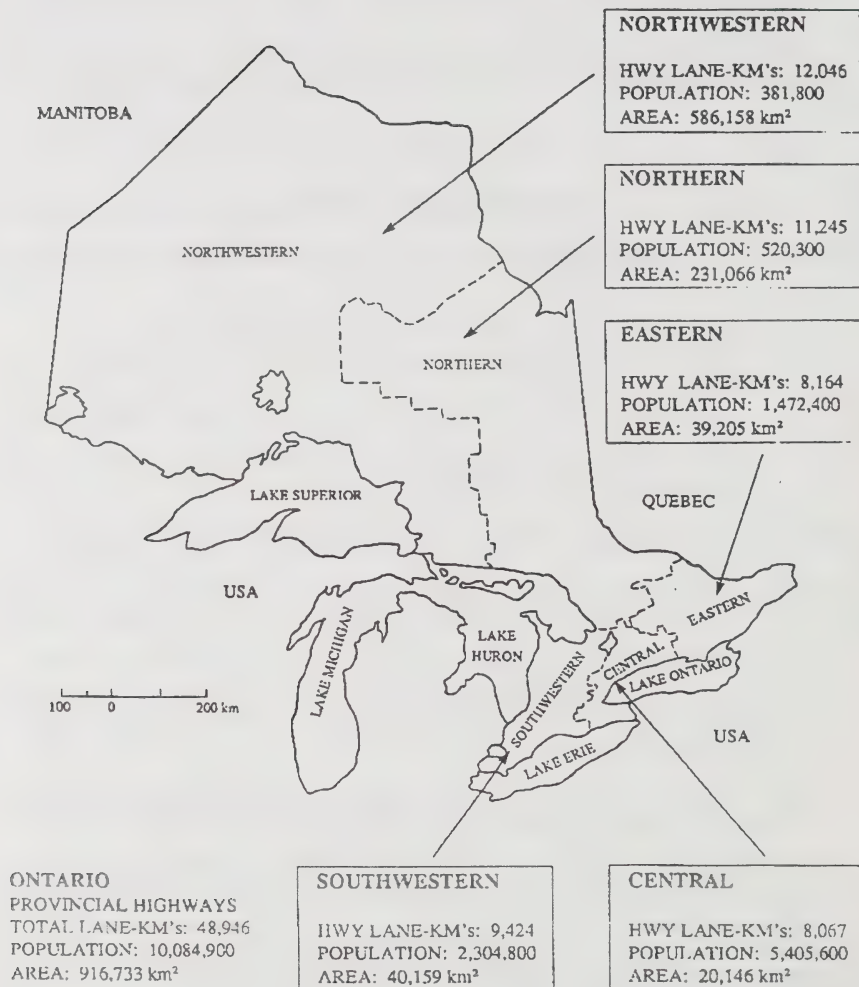 NORTHWESTERN
HWY LANE-KM's: 12,046
POPULATION: 381,800
AREA: 586,158 km²
MANITOBA
NORTHERN
HWY LANE-KM's: 11,245
POPULATION: 520,300
AREA: 231,066 km²
NORTHWESTERN
EASTERN
HWY LANE-KM's: 8,164
POPULATION: 1,472,400
AREA: 39,205 km²
NORTHERN
LAKE SUPERIOR
QUEBEC
USA
EASTERN
LAKE MICHIGAN
LAKE
HURON
CENTRAL
LAKE ONTARIO
SOUTHWESTERN
100 0 200 km
USA
LAKE ERIE
ONTARIO
PROVINCIAL HIGHWAYS
TOTAL LANE-KM's: 48,946
POPULATION: 10,084,900
AREA: 916,733 km²
SOUTHWESTERN
HWY LANE-KM's: 9,424
POPULATION: 2,304,800
AREA: 40,159 km²
CENTRAL
HWY LANE-KM's: 8,067
POPULATION: 5,405,600
AREA: 20,146 km²